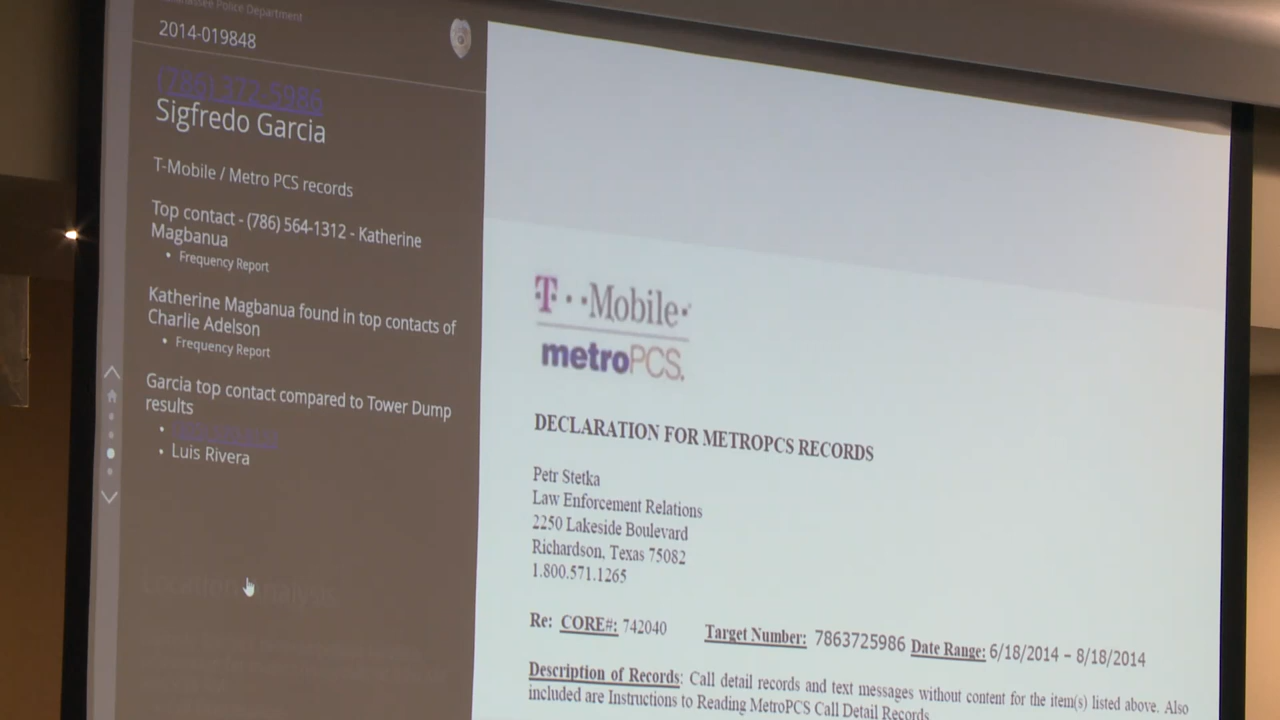 Police Department
2014-019848
(786) 372-5986
Sigfredo Garcia
T-Mobile / Metro PCS records
Top contact - (786) 564-1312 - Katherine
Magbanua
• Frequency Report
Katherine Magbanua found in top contacts of
Charlie Adelson
• Frequency Report
Garcia top contact compared to Tower Dump
results
• Luis Rivera
T··Mobile·
metroPCS.
DECLARATION FOR METROPCS RECORDS
Petr Stetka
Law Enforcement Relations
2250 Lakeside Boulevard
Richardson, Texas 75082
1.800.571.1265
Re: CORE#: 742040 Target Number: 7863725986 Date Range: 6/18/2014 – 8/18/2014
Description of Records: Call detail records and text messages without content for the item(s) listed above. Also
included are Instructions to Reading MetroPCS Call Detail Records